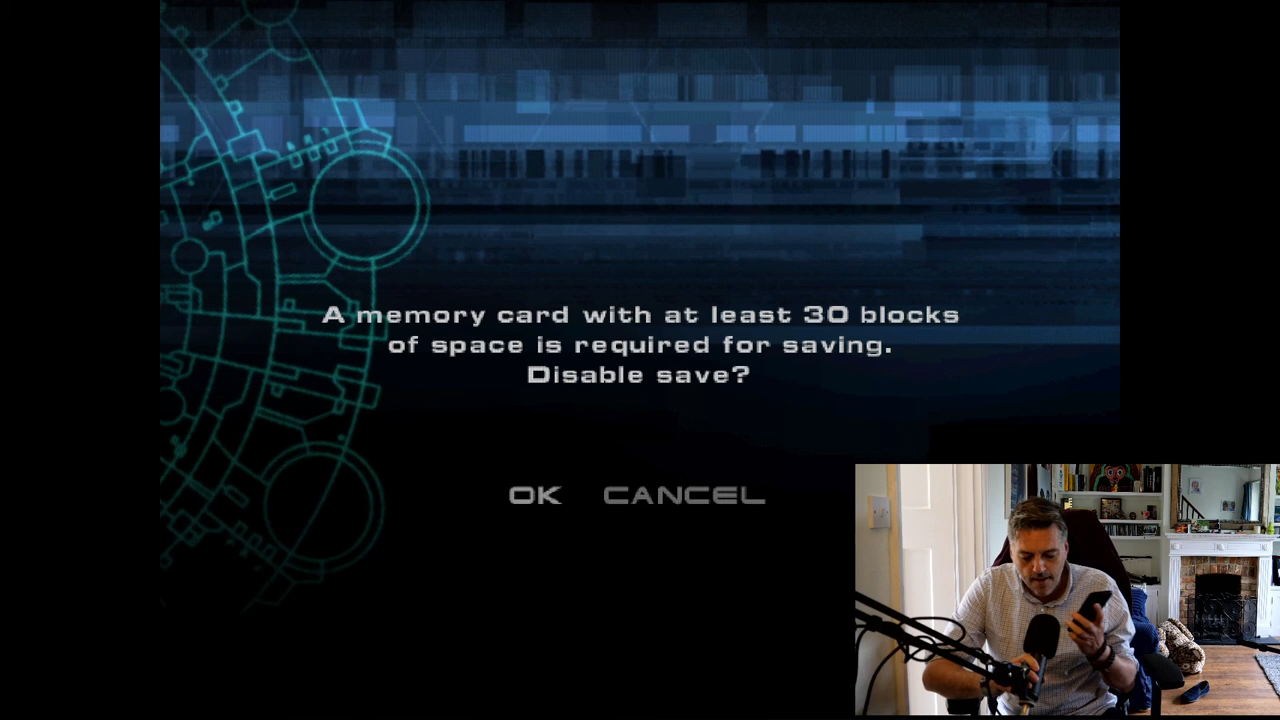 A memory card with at least 30 blocks
of space is required for saving.
Disable save?
OK CANCEL